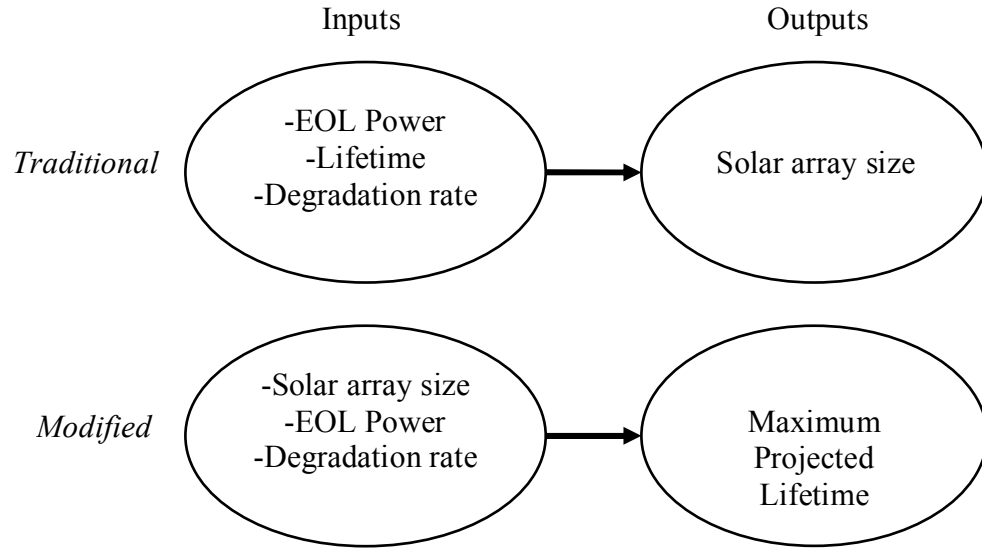 Inputs
Outputs
Traditional
-EOL Power
-Lifetime
-Degradation rate
Solar array size
Modified
-Solar array size
-EOL Power
-Degradation rate
Maximum
Projected
Lifetime